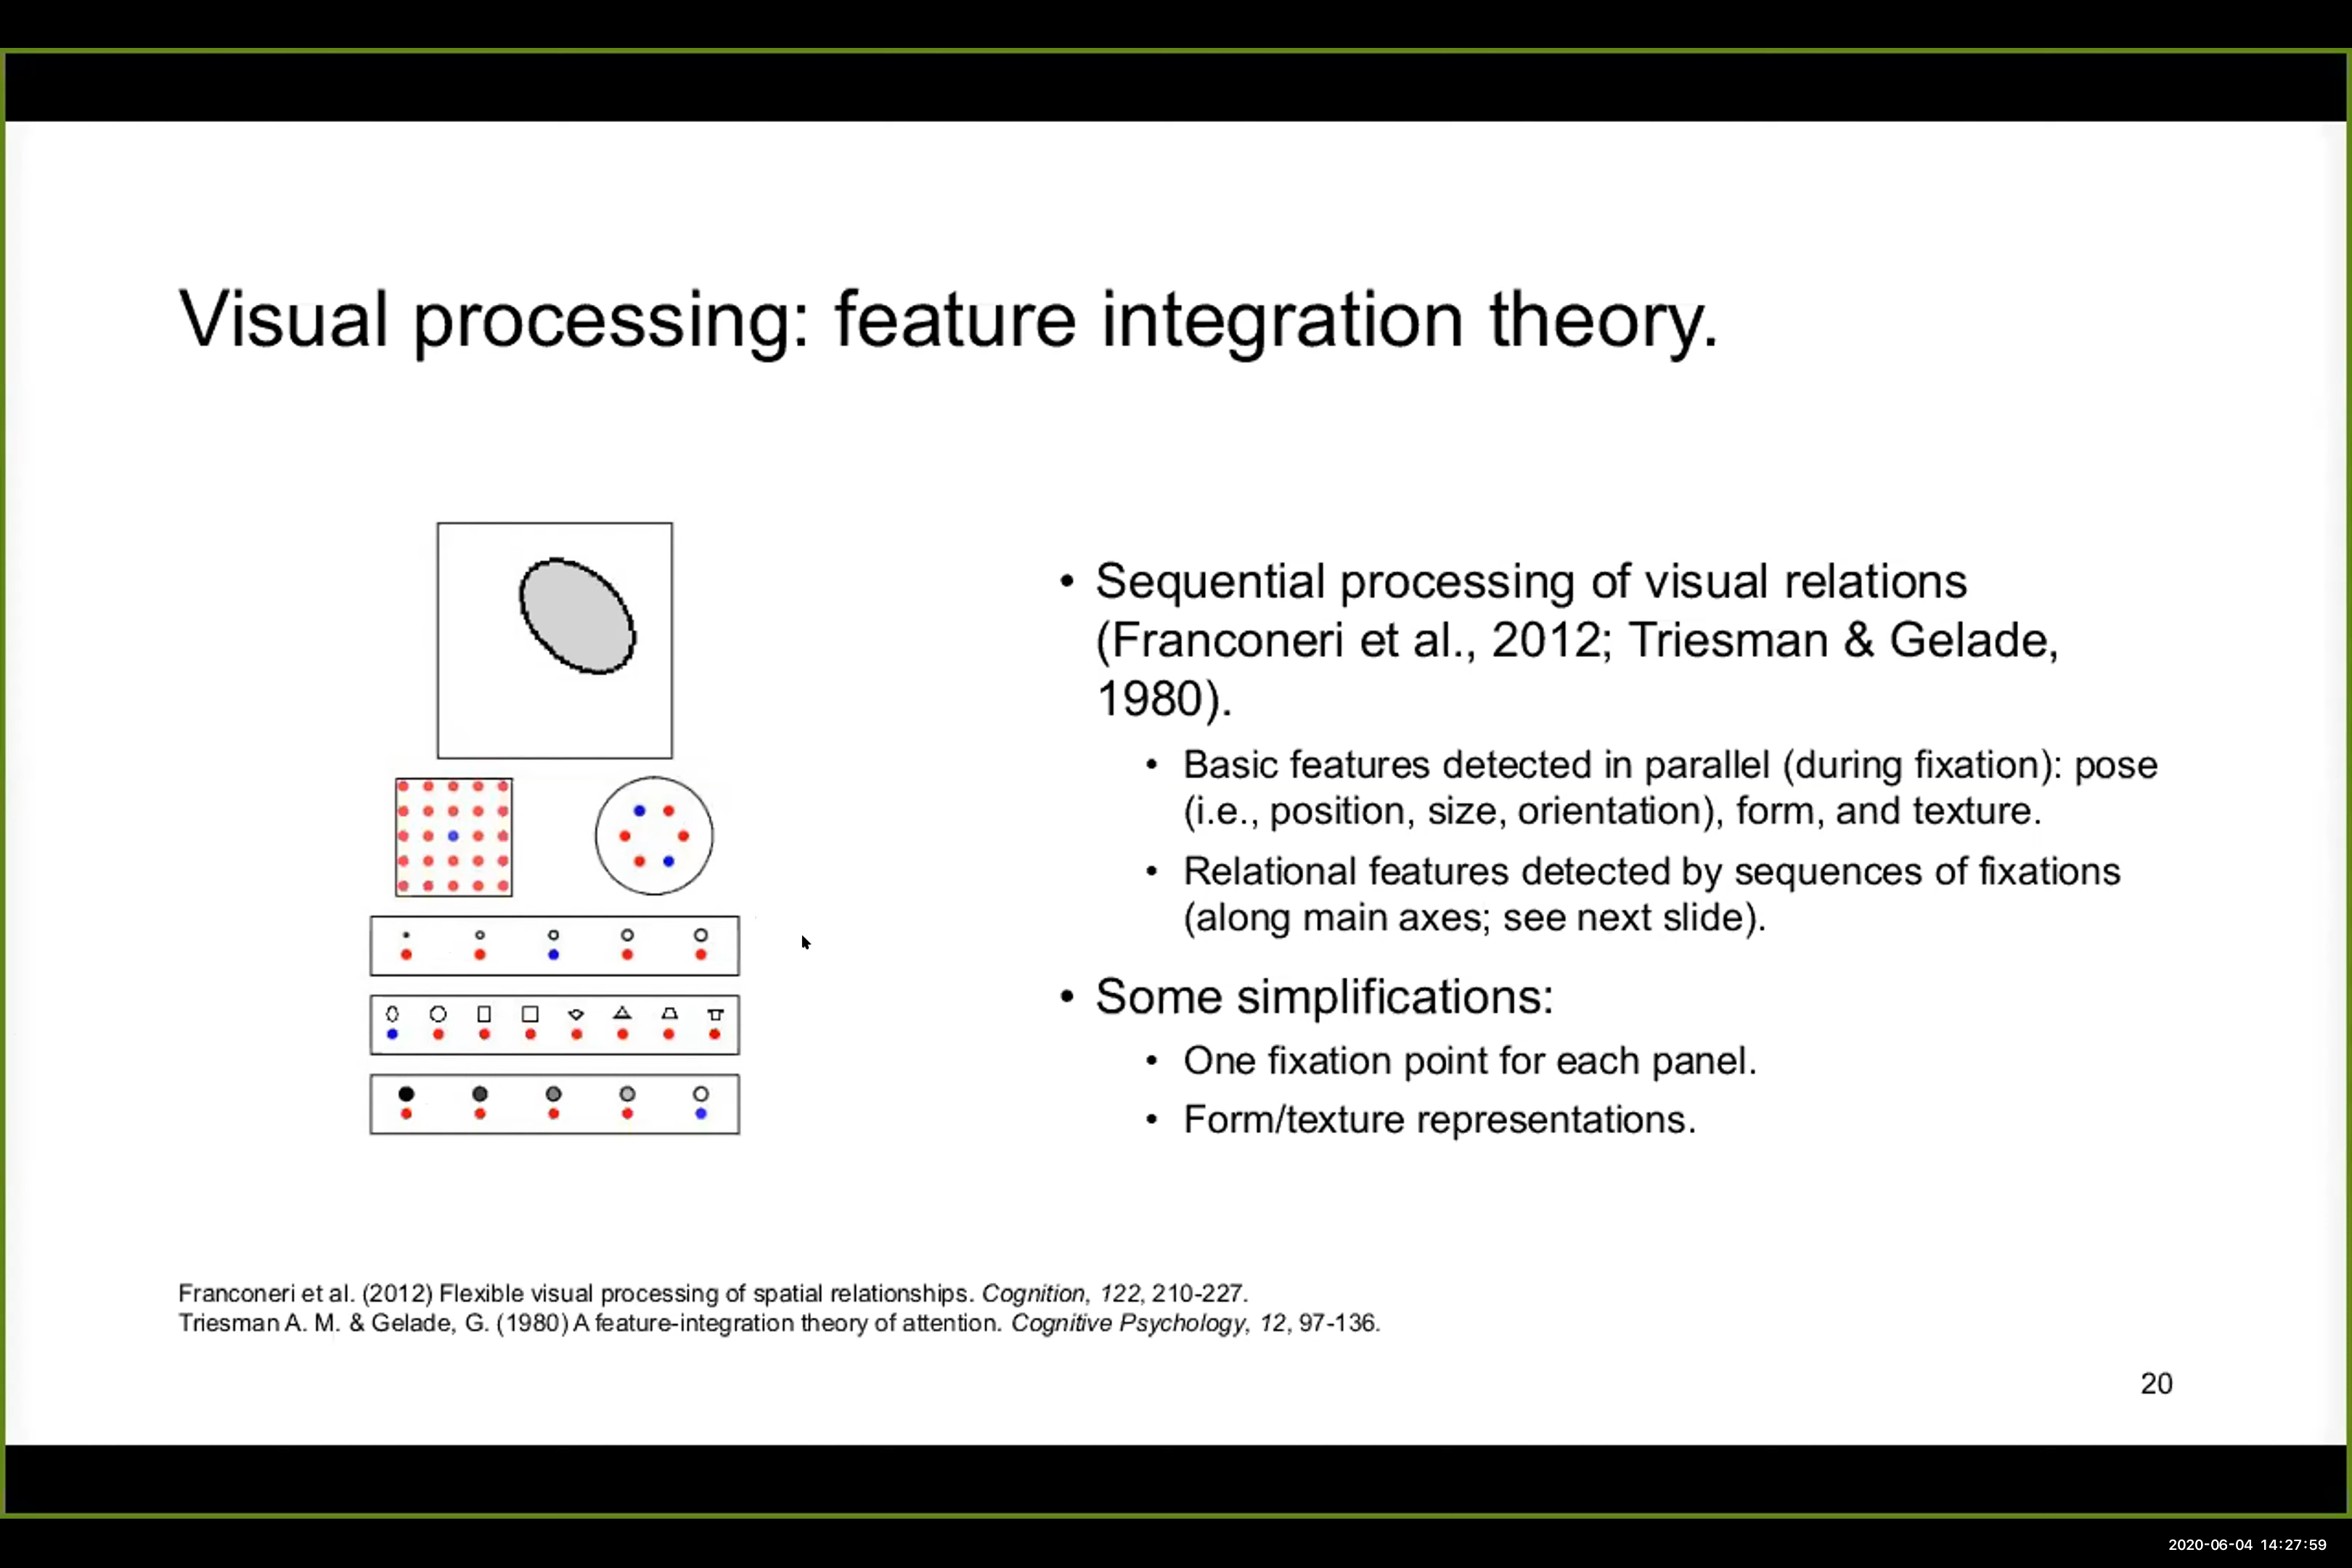 Visual processing: feature integration theory.
• Sequential processing of visual relations
(Franconeri et al., 2012; Triesman & Gelade,
1980).
• Basic features detected in parallel (during fixation): pose
(i.e., position, size, orientation), form, and texture.
• Relational features detected by sequences of fixations
(along main axes; see next slide).
• Some simplifications:
• One fixation point for each panel.
• Form/texture representations.
Franconeri et al. (2012) Flexible visual processing of spatial relationships. Cognition, 122, 210-227.
Triesman A. M. & Gelade, G. (1980) A feature-integration theory of attention. Cognitive Psychology, 12, 97-136.
20
2020-06-04 14:27:59